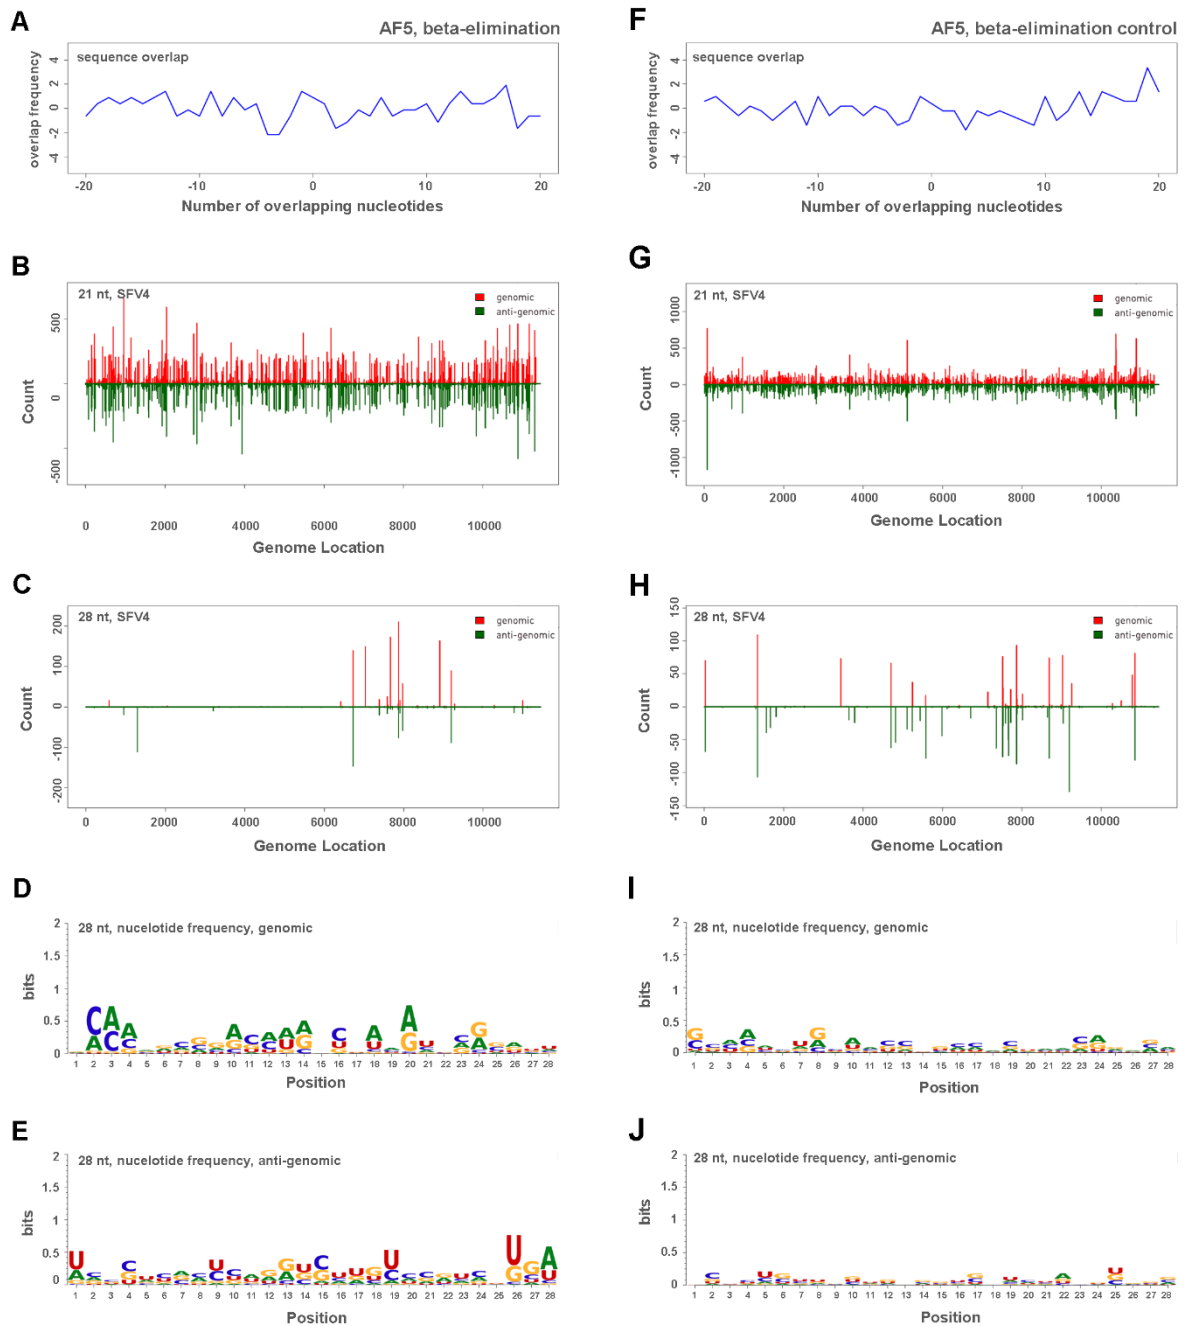 A
AF5, beta-elimination
sequence overlap
overlap frequency
4
2
0
-2
-4
-20
-10
0
10
20
Number of overlapping nucleotides
F
AF5, beta-elimination control
sequence overlap
overlap frequency
4
2
0
-2
-4
-20
-10
0
10
20
Number of overlapping nucleotides
B
21 nt, SFV4
genomic
anti-genomic
Count
500
0
-500
0
2000
4000
6000
8000
10000
Genome Location
G
21 nt, SFV4
genomic
anti-genomic
Count
1000
500
0
-500
-1000
0
2000
4000
6000
8000
10000
Genome Location
C
28 nt, SFV4
genomic
anti-genomic
Count
200
100
0
-100
-200
0
2000
4000
6000
8000
10000
Genome Location
H
28 nt, SFV4
genomic
anti-genomic
Count
150
100
50
0
-50
-100
-150
0
2000
4000
6000
8000
10000
Genome Location
D
28 nt, nucelotide frequency, genomic
bits
2
1.5
1
0.5
0
1 2 3 4 5 6 7 8 9 10 11 12 13 14 15 16 17 18 19 20 21 22 23 24 25 26 27 28
Position
I
28 nt, nucelotide frequency, genomic
bits
2
1.5
1
0.5
0
1 2 3 4 5 6 7 8 9 10 11 12 13 14 15 16 17 18 19 20 21 22 23 24 25 26 27 28
Position
E
28 nt, nucelotide frequency, anti-genomic
bits
2
1.5
1
0.5
0
1 2 3 4 5 6 7 8 9 10 11 12 13 14 15 16 17 18 19 20 21 22 23 24 25 26 27 28
Position
J
28 nt, nucelotide frequency, anti-genomic
bits
2
1.5
1
0.5
0
2 3 4 5 6 7 8 9 10 11 12 13 14 15 16 17 18 19 20 21 22 23 24 25 26 27 28
Position